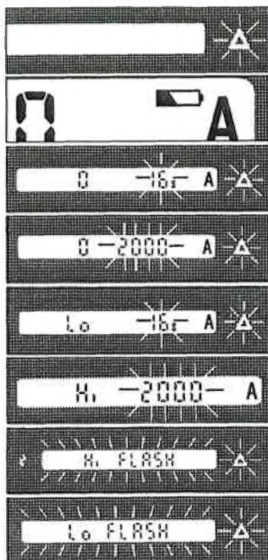 0 A
0 16s A
0 2000 A
Lo 16s A
Hi 2000 A
Hi FLASH
Lo FLASH